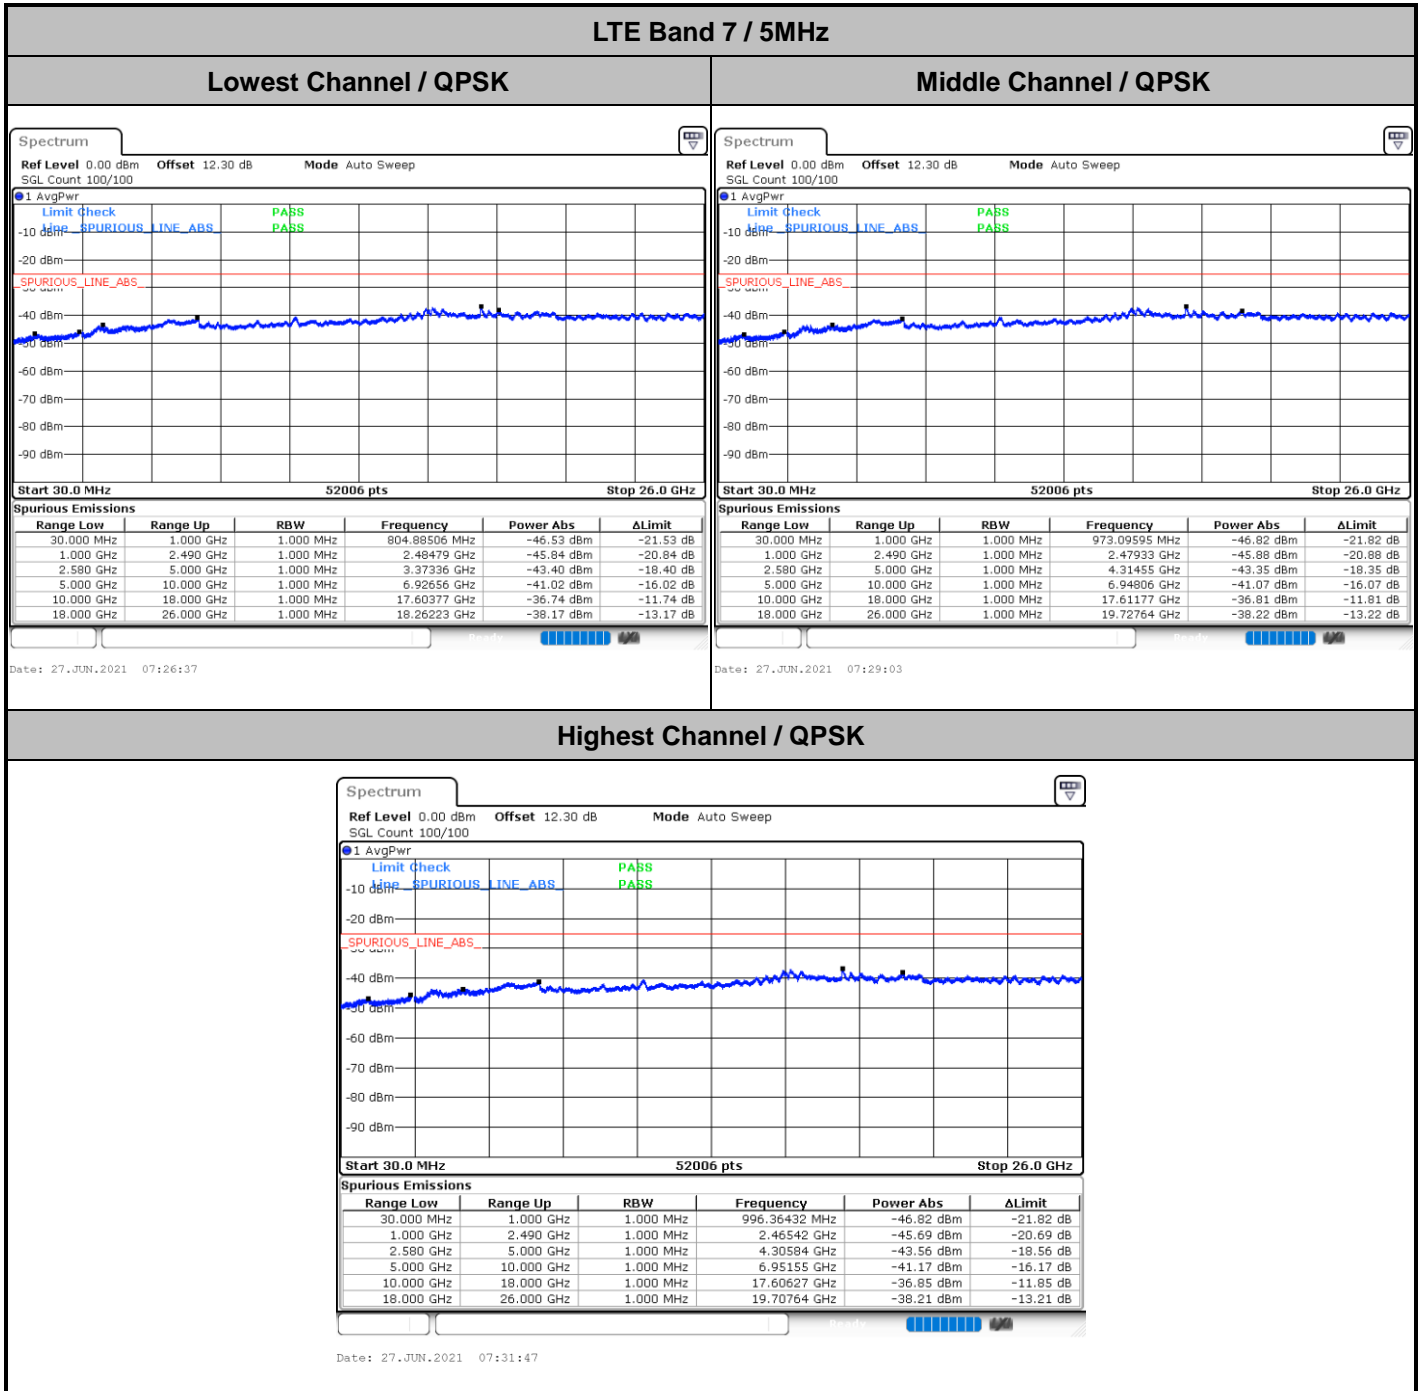 LTE Band 7 / 5MHz
Lowest Channel / QPSK
Middle Channel / QPSK
Spectrum
Ref Level 0.00 dBm Offset 12.30 dB Mode Auto Sweep
SGL Count 100/100
1 AvgPwr
Limit Check PASS
-10 dBm Line _SPURIOUS_LINE_ABS_ PASS
-20 dBm
_SPURIOUS_LINE_ABS_
-30 dBm
-40 dBm
-50 dBm
-60 dBm
-70 dBm
-80 dBm
-90 dBm
Start 30.0 MHz 52006 pts Stop 26.0 GHz
Spurious Emissions
Range Low Range Up RBW Frequency Power Abs ΔLimit
30.000 MHz 1.000 GHz 1.000 MHz 804.88506 MHz -46.53 dBm -21.53 dB
1.000 GHz 2.490 GHz 1.000 MHz 2.48479 GHz -45.84 dBm -20.84 dB
2.580 GHz 5.000 GHz 1.000 MHz 3.37336 GHz -43.40 dBm -18.40 dB
5.000 GHz 10.000 GHz 1.000 MHz 6.92656 GHz -41.02 dBm -16.02 dB
10.000 GHz 18.000 GHz 1.000 MHz 17.60377 GHz -36.74 dBm -11.74 dB
18.000 GHz 26.000 GHz 1.000 MHz 18.26223 GHz -38.17 dBm -13.17 dB
Ready
Date: 27.JUN.2021 07:26:37
Spectrum
Ref Level 0.00 dBm Offset 12.30 dB Mode Auto Sweep
SGL Count 100/100
1 AvgPwr
Limit Check PASS
-10 dBm Line _SPURIOUS_LINE_ABS_ PASS
-20 dBm
_SPURIOUS_LINE_ABS_
-30 dBm
-40 dBm
-50 dBm
-60 dBm
-70 dBm
-80 dBm
-90 dBm
Start 30.0 MHz 52006 pts Stop 26.0 GHz
Spurious Emissions
Range Low Range Up RBW Frequency Power Abs ΔLimit
30.000 MHz 1.000 GHz 1.000 MHz 973.09595 MHz -46.82 dBm -21.82 dB
1.000 GHz 2.490 GHz 1.000 MHz 2.47933 GHz -45.88 dBm -20.88 dB
2.580 GHz 5.000 GHz 1.000 MHz 4.31455 GHz -43.35 dBm -18.35 dB
5.000 GHz 10.000 GHz 1.000 MHz 6.94806 GHz -41.07 dBm -16.07 dB
10.000 GHz 18.000 GHz 1.000 MHz 17.61177 GHz -36.81 dBm -11.81 dB
18.000 GHz 26.000 GHz 1.000 MHz 19.72764 GHz -38.22 dBm -13.22 dB
Ready
Date: 27.JUN.2021 07:29:03
Highest Channel / QPSK
Spectrum
Ref Level 0.00 dBm Offset 12.30 dB Mode Auto Sweep
SGL Count 100/100
1 AvgPwr
Limit Check PASS
-10 dBm Line _SPURIOUS_LINE_ABS_ PASS
-20 dBm
_SPURIOUS_LINE_ABS_
-30 dBm
-40 dBm
-50 dBm
-60 dBm
-70 dBm
-80 dBm
-90 dBm
Start 30.0 MHz 52006 pts Stop 26.0 GHz
Spurious Emissions
Range Low Range Up RBW Frequency Power Abs ΔLimit
30.000 MHz 1.000 GHz 1.000 MHz 996.36432 MHz -46.82 dBm -21.82 dB
1.000 GHz 2.490 GHz 1.000 MHz 2.46542 GHz -45.69 dBm -20.69 dB
2.580 GHz 5.000 GHz 1.000 MHz 4.30584 GHz -43.56 dBm -18.56 dB
5.000 GHz 10.000 GHz 1.000 MHz 6.95155 GHz -41.17 dBm -16.17 dB
10.000 GHz 18.000 GHz 1.000 MHz 17.60627 GHz -36.85 dBm -11.85 dB
18.000 GHz 26.000 GHz 1.000 MHz 19.70764 GHz -38.21 dBm -13.21 dB
Ready
Date: 27.JUN.2021 07:31:47